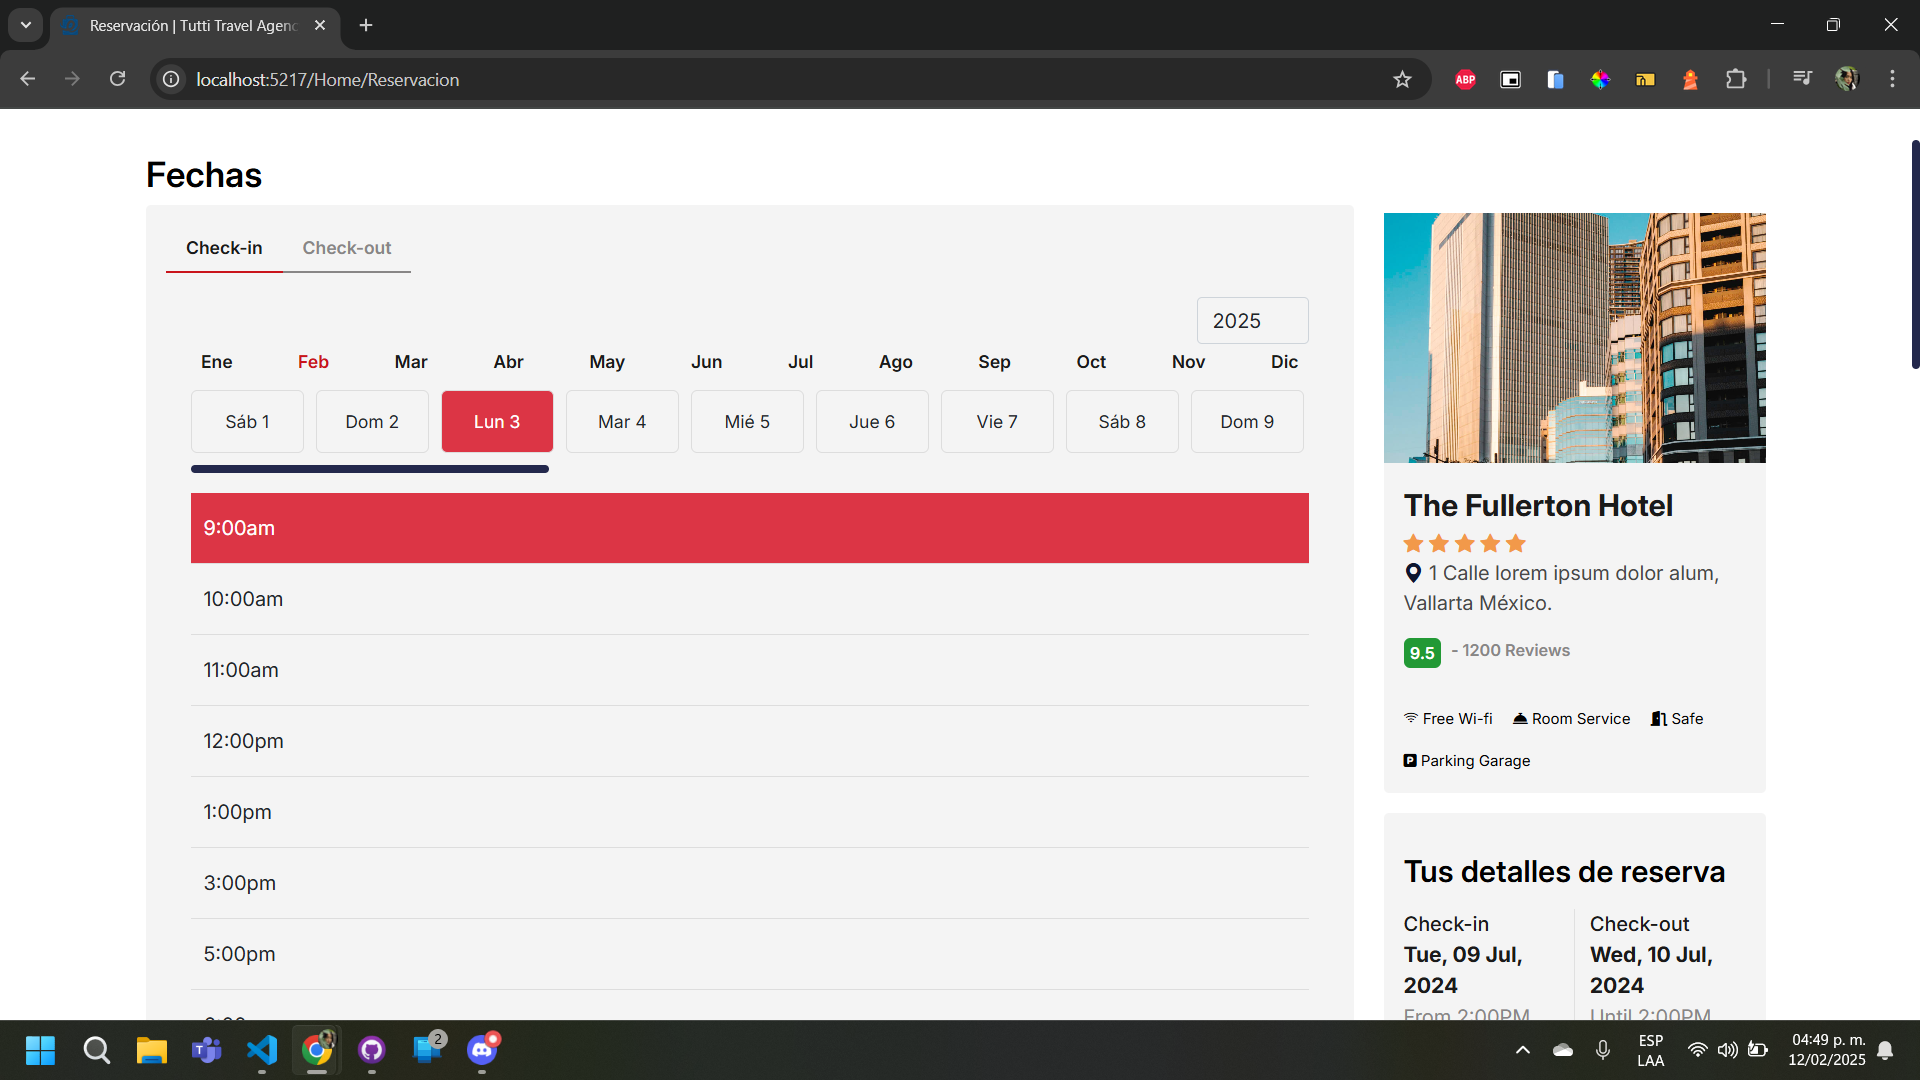 Reservación | Tutti Travel Agenc
localhost:5217/Home/Reservacion
ABP
Fechas
Check-in Check-out
2025
Ene Feb Mar Abr May Jun Jul Ago Sep Oct Nov Dic
Sáb 1 Dom 2 Lun 3 Mar 4 Mié 5 Jue 6 Vie 7 Sáb 8 Dom 9
9:00am
10:00am
11:00am
12:00pm
1:00pm
3:00pm
5:00pm
The Fullerton Hotel
1 Calle lorem ipsum dolor alum,
Vallarta México.
9.5 - 1200 Reviews
Free Wi-fi Room Service Safe
P Parking Garage
Tus detalles de reserva
Check-in
Tue, 09 Jul,
2024
From 2:00PM
Check-out
Wed, 10 Jul,
2024
Until 2:00PM
2
ESP
LAA
04:49 p. m.
12/02/2025